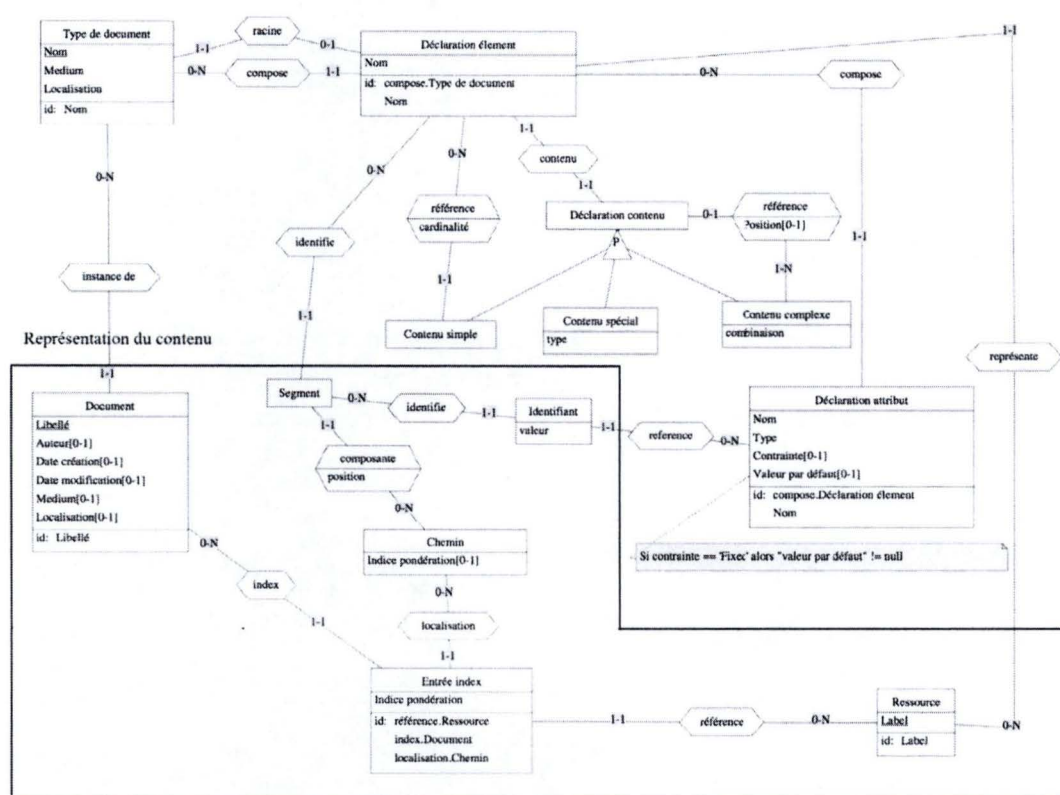 Type de document
Nom
Medium
Localisation
id: Nom
1-1
racine
0-1
0-N
compose
1-1
Déclaration élement
Nom
id: compose.Type de document
Nom
1-1
0-N
compose
0-N
0-N
0-N
1-1
contenu
1-1
référence
cardinalité
Déclaration contenu
0-1
référence
Position[0-1]
identifie
P
1-1
instance de
1-1
1-N
1-1
Contenu simple
Contenu spécial
type
Contenu complexe
combinaison
représente
Représentation du contenu
1-1
Document
Libellé
Auteur[0-1]
Date création[0-1]
Date modification[0-1]
Medium[0-1]
Localisation[0-1]
id: Libellé
Segment
0-N
identifie
1-1
Identifiant
valeur
1-1
reference
0-N
Déclaration attribut
Nom
Type
Contrainte[0-1]
Valeur par défaut[0-1]
id: compose.Déclaration élement
Nom
1-1
composante
position
0-N
Chemin
Indice pondération[0-1]
Si contrainte == 'Fixec' alors "valeur par défaut" != null
0-N
index
1-1
0-N
localisation
1-1
Entrée index
Indice pondération
id: référence.Ressource
index.Document
localisation.Chemin
1-1
référence
0-N
Ressource
Label
id: Label
0-N